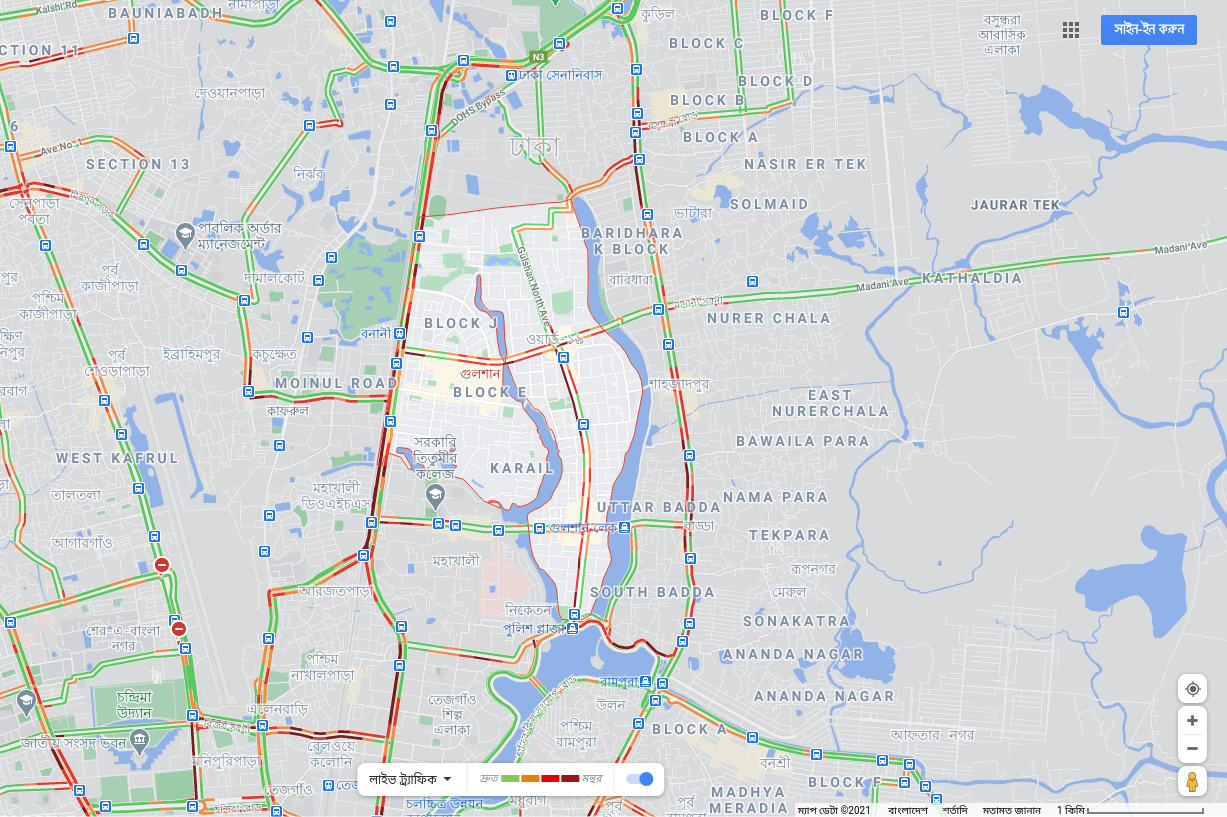 Kalshi Rd
BAUNIABADH
নামাপাড়া
কুড়িল
BLOCK F
বসুন্ধরা
আবাসিক
এলাকা
সাইন-ইন করুন
CTION 11
BLOCK C
N3
ঢাকা সেনানিবাস
BLOCK D
দেওয়ানপাড়া
DOHS Bypass
BLOCK B
6
Ave No-1
ঢাকা
BLOCK A
SECTION 13
নির্ঝর
NASIR ER TEK
সেনপাড়া
পর্বতা
ভাটারা
SOLMAID
JAURAR TEK
পাবলিক অর্ডার
ম্যানেজমেন্ট
BARIDHARA
K BLOCK
Madani Ave
Gulshan North Ave
পুর
পূর্ব
কাজীপাড়া
দামালকোট
বারিধারা
Madani Ave
KATHALDIA
পশ্চিম
কাজীপাড়া
NURER CHALA
BLOCK J
বনানী
ওয়ার্ড-১৯
ইব্রাহিমপুর
কচুক্ষেত
পূর্ব
শেওড়াপাড়া
গুলশান
MOINUL ROAD
BLOCK E
শাহজাদপুর
EAST
NURERCHALA
কাফরুল
সরকারি
তিতুমীর
কলেজ
BAWAILA PARA
WEST KAFRUL
KARAIL
তালতলা
মহাখালী
ডিওএইচএস
NAMA PARA
UTTAR BADDA
গুলশান লেক
বাড্ডা
TEKPARA
আগারগাঁও
মহাখালী
রূপনগর
আরজতপাড়া
SOUTH BADDA
মেরুল
নিকেতন
পুলিশ প্লাজা
SONAKATRA
শের-এ-বাংলা
নগর
ANANDA NAGAR
পশ্চিম
নাখালপাড়া
রামপুরা
ANANDA NAGAR
চন্দ্রিমা
উদ্যান
এলেনবাড়ি
তেজগাঁও
শিল্প
এলাকা
উলন
BLOCK A
পশ্চিম
রামপুরা
আফতাব নগর
জাতীয় সংসদ ভবন
বিজয় সরণী
রেলওয়ে
কলোনি
মনিপুরিপাড়া
বনশ্রী
BLOCK F
লাইভ ট্র্যাফিক
দ্রুত
মন্থর
তেজগাঁও
MADHYA
MERADIA
চলচ্চিত্র উন্নয়ন
মধুবাগ
পূর্ব
পূর্ব
ম্যাপ ডেটা ©2021
বাংলাদেশ
শর্তাদি
মতামত জানান
1 কিমি